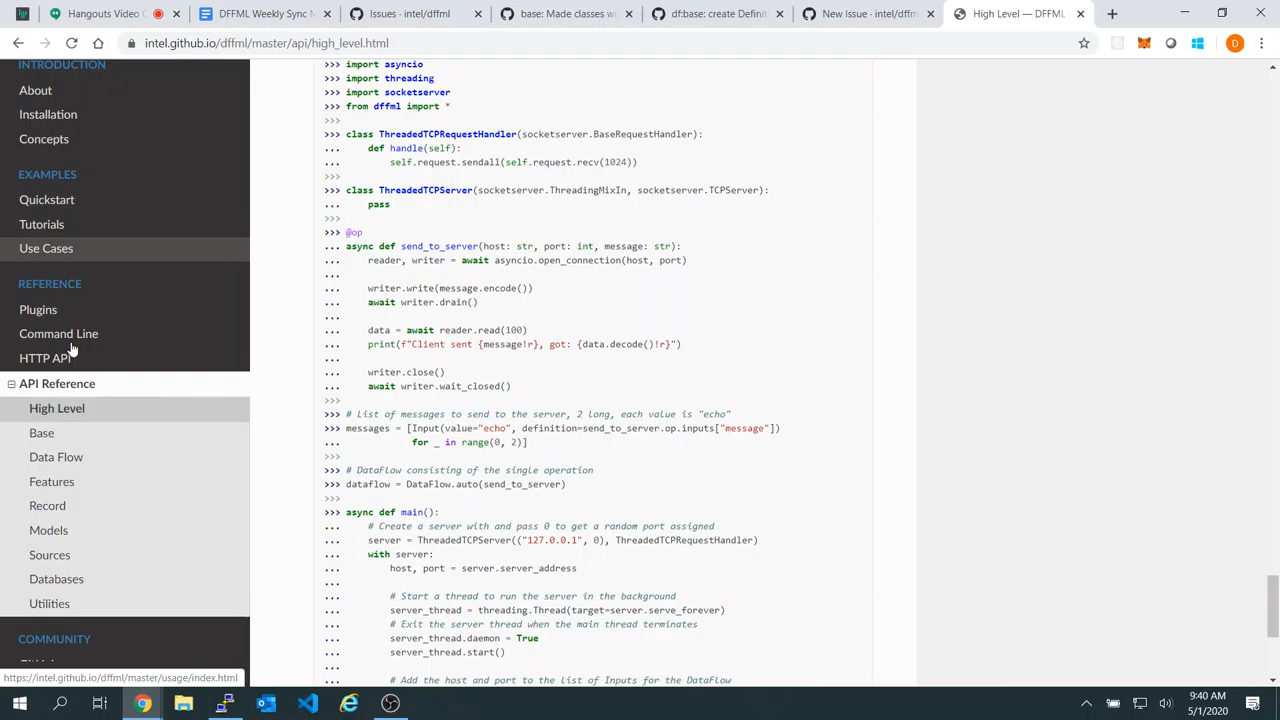 Hangouts Video C
DFFML Weekly Sync M
Issues · intel/dffml
base: Made classes wi
df:base: create Definit
New Issue · intel/dffm
High Level — DFFML
intel.github.io/dffml/master/api/high_level.html
D
INTRODUCTION
About
Installation
Concepts
EXAMPLES
Quickstart
Tutorials
Use Cases
REFERENCE
Plugins
Command Line
HTTP API
API Reference
High Level
Base
Data Flow
Features
Record
Models
Sources
Databases
Utilities
COMMUNITY
https://intel.github.io/dffml/master/usage/index.html
>>> import asyncio
>>> import threading
>>> import socketserver
>>> from dffml import *
>>>
>>> class ThreadedTCPRequestHandler(socketserver.BaseRequestHandler):
...     def handle(self):
...         self.request.sendall(self.request.recv(1024))
>>>
>>> class ThreadedTCPServer(socketserver.ThreadingMixIn, socketserver.TCPServer):
...     pass
>>>
>>> @op
... async def send_to_server(host: str, port: int, message: str):
...     reader, writer = await asyncio.open_connection(host, port)
...
...     writer.write(message.encode())
...     await writer.drain()
...
...     data = await reader.read(100)
...     print(f"Client sent {message!r}, got: {data.decode()!r}")
...
...     writer.close()
...     await writer.wait_closed()
>>>
>>> # List of messages to send to the server, 2 long, each value is "echo"
>>> messages = [Input(value="echo", definition=send_to_server.op.inputs["message"])
...             for _ in range(0, 2)]
>>>
>>> # DataFlow consisting of the single operation
>>> dataflow = DataFlow.auto(send_to_server)
>>>
>>> async def main():
...     # Create a server with and pass 0 to get a random port assigned
...     server = ThreadedTCPServer(("127.0.0.1", 0), ThreadedTCPRequestHandler)
...     with server:
...         host, port = server.server_address
...
...         # Start a thread to run the server in the background
...         server_thread = threading.Thread(target=server.serve_forever)
...         # Exit the server thread when the main thread terminates
...         server_thread.daemon = True
...         server_thread.start()
...
...         # Add the host and port to the list of Inputs for the DataFlow
9:40 AM
5/1/2020